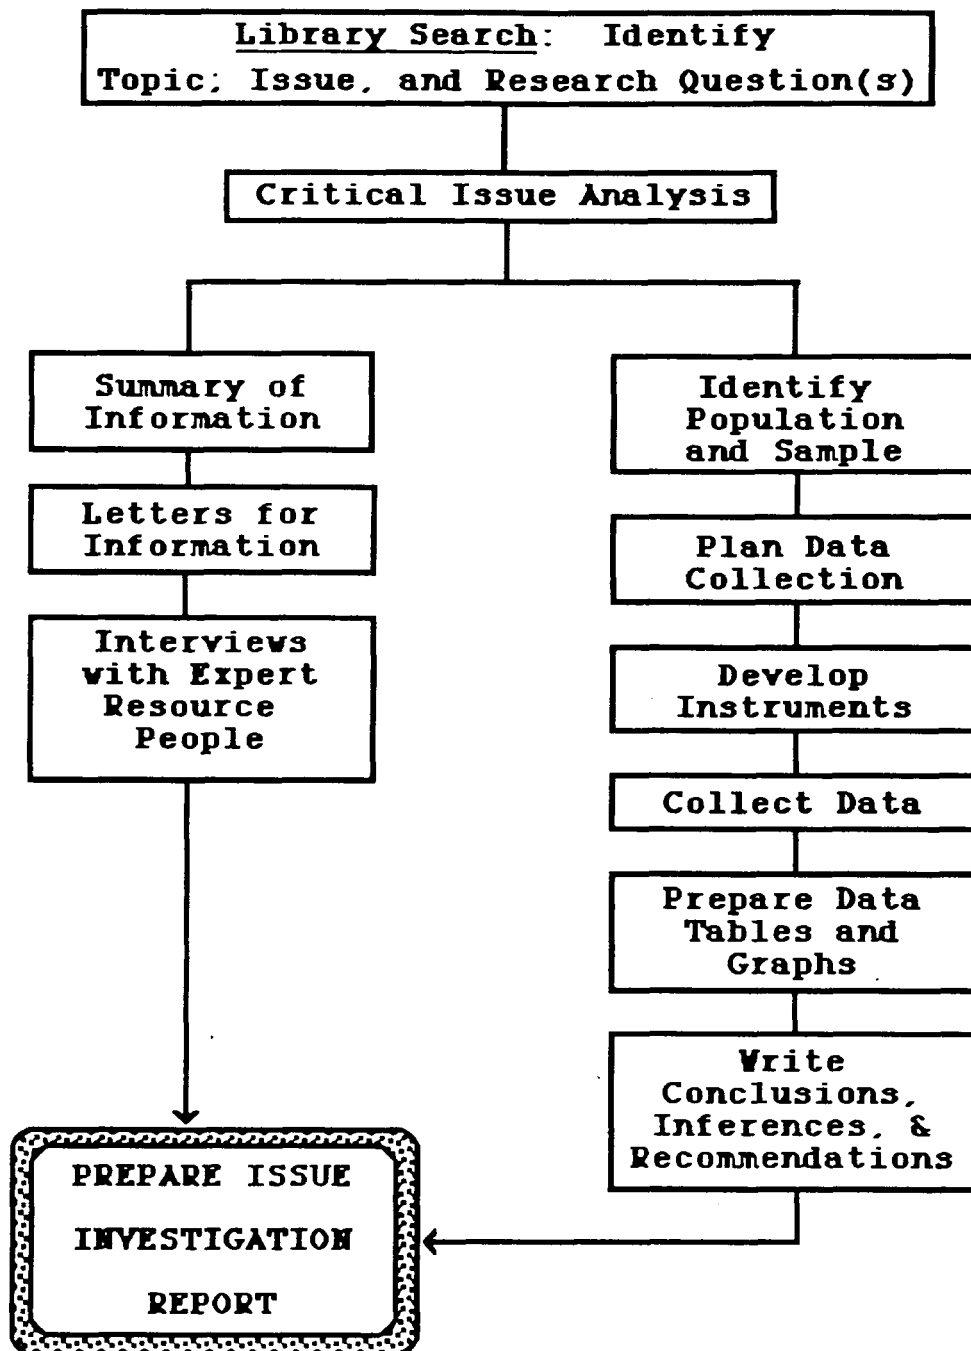 Library Search: Identify
Topic; Issue, and Research Question(s)
Critical Issue Analysis
Summary of
Information
Letters for
Information
Interviews
with Expert
Resource
People
Identify
Population
and Sample
Plan Data
Collection
Develop
Instruments
Collect Data
Prepare Data
Tables and
Graphs
Write
Conclusions,
Inferences, &
Recommendations
PREPARE ISSUE
INVESTIGATION
REPORT